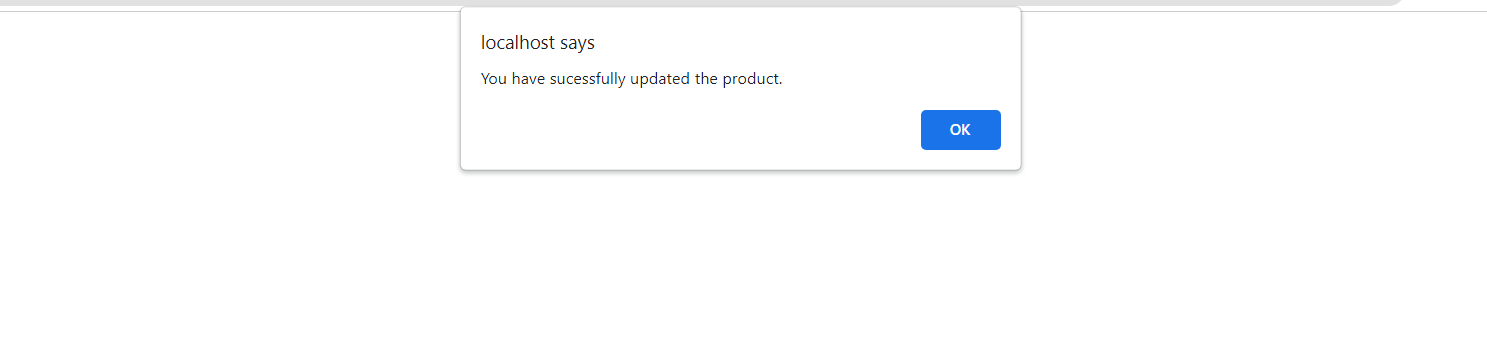 localhost says
You have sucessfully updated the product.
OK